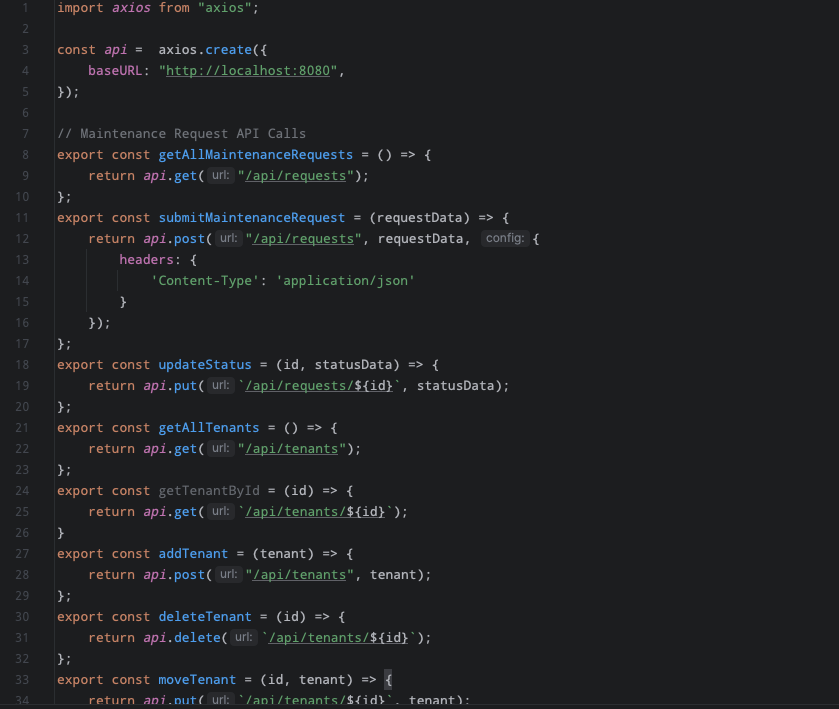 1 import axios from "axios";
2
3 const api =  axios.create({
4     baseURL: "http://localhost:8080",
5 });
6
7 // Maintenance Request API Calls
8 export const getAllMaintenanceRequests = () => {
9     return api.get( url: "/api/requests");
10 };
11 export const submitMaintenanceRequest = (requestData) => {
12     return api.post( url: "/api/requests", requestData, config: {
13         headers: {
14             'Content-Type': 'application/json'
15         }
16     });
17 };
18 export const updateStatus = (id, statusData) => {
19     return api.put( url: `/api/requests/${id}`, statusData);
20 };
21 export const getAllTenants = () => {
22     return api.get( url: "/api/tenants");
23 };
24 export const getTenantById = (id) => {
25     return api.get( url: `/api/tenants/${id}`);
26 }
27 export const addTenant = (tenant) => {
28     return api.post( url: "/api/tenants", tenant);
29 };
30 export const deleteTenant = (id) => {
31     return api.delete( url: `/api/tenants/${id}`);
32 };
33 export const moveTenant = (id, tenant) => {
34     return api.put( url: `/api/tenants/${id}`, tenant);